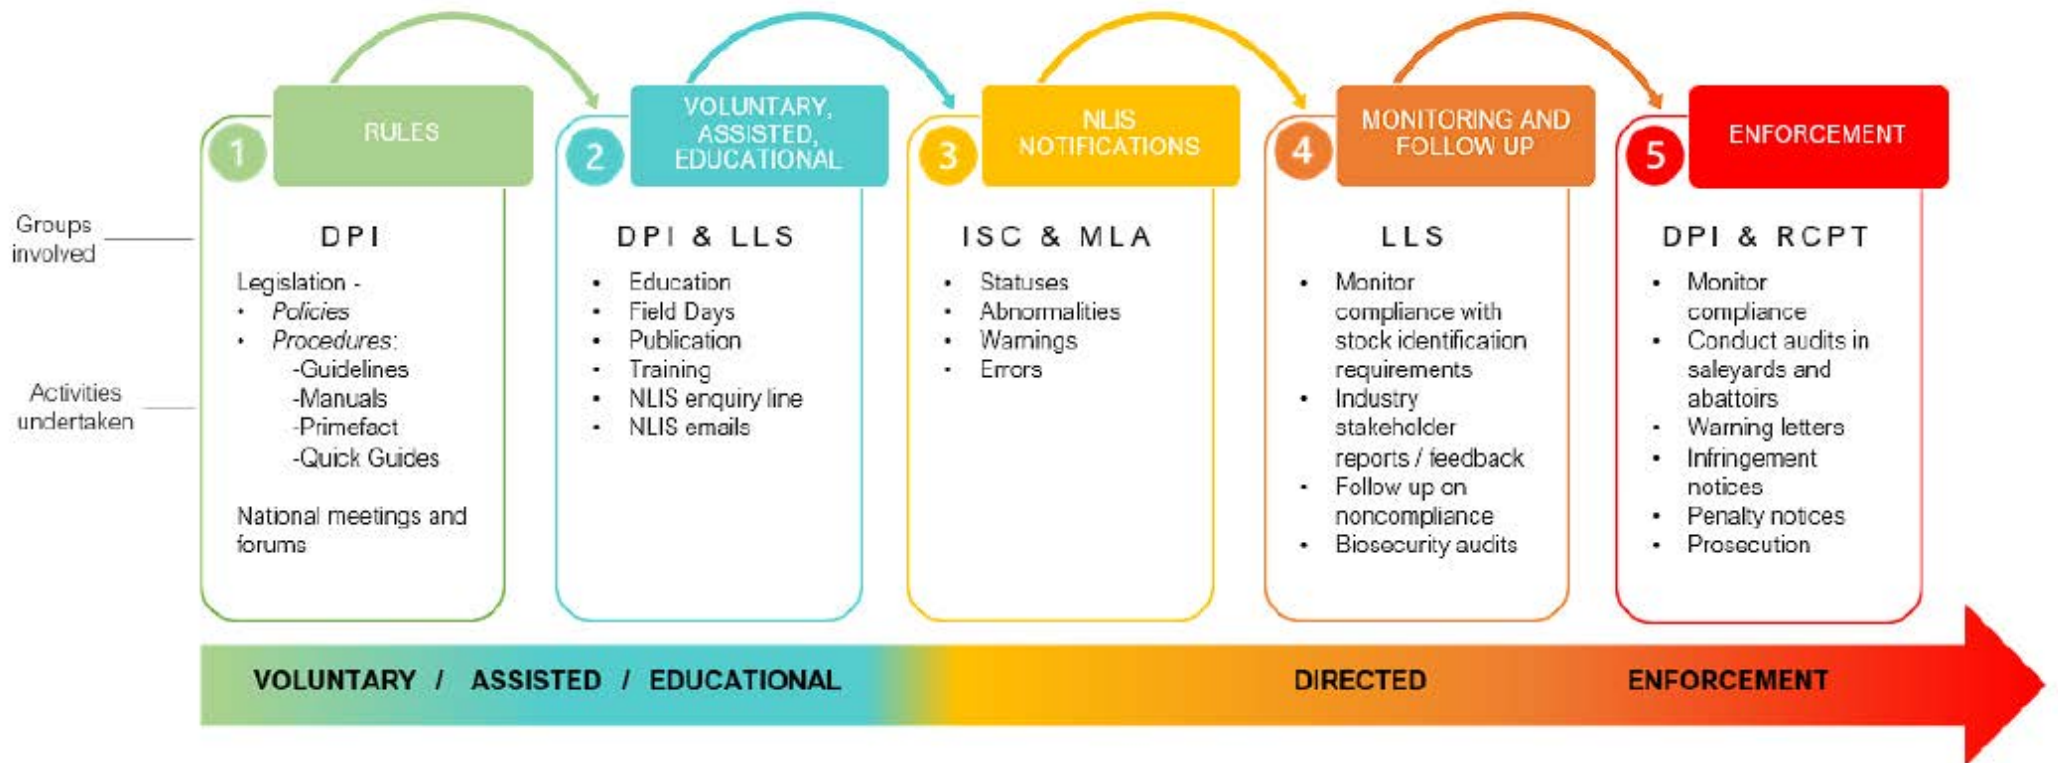 1
RULES
2
VOLUNTARY,
ASSISTED,
EDUCATIONAL
3
NLIS
NOTIFICATIONS
4
MONITORING AND
FOLLOW UP
5
ENFORCEMENT
Groups
involved
Activities
undertaken
DPI
Legislation -
• Policies
• Procedures:
-Guidelines
-Manuals
-Primefact
-Quick Guides
National meetings and
forums
DPI & LLS
• Education
• Field Days
• Publication
• Training
• NLIS enquiry line
• NLIS emails
ISC & MLA
• Statuses
• Abnormalities
• Warnings
• Errors
LLS
• Monitor
compliance with
stock identification
requirements
• Industry
stakeholder
reports / feedback
• Follow up on
noncompliance
• Biosecurity audits
DPI & RCPT
• Monitor
compliance
• Conduct audits in
saleyards and
abattoirs
• Warning letters
• Infringement
notices
• Penalty notices
• Prosecution
VOLUNTARY / ASSISTED / EDUCATIONAL
DIRECTED
ENFORCEMENT